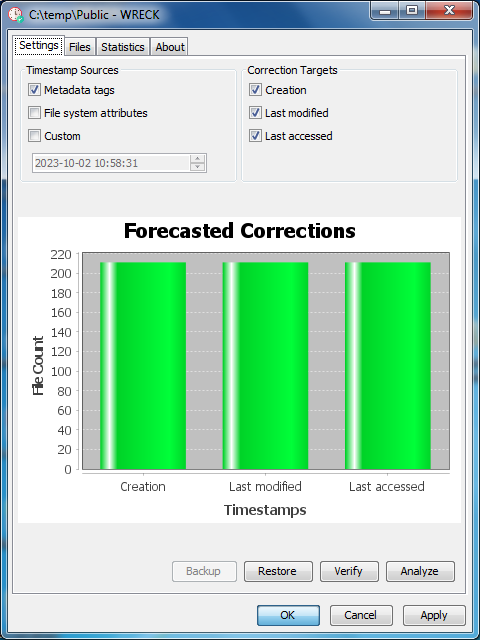 C:\temp\Public - WRECK
Settings Files Statistics About
Timestamp Sources
Metadata tags
File system attributes
Custom
2023-10-02 10:58:31
Correction Targets
Creation
Last modified
Last accessed
Forecasted Corrections
File Count
220
200
180
160
140
120
100
80
60
40
20
0
Creation Last modified Last accessed
Timestamps
Backup Restore Verify Analyze
OK Cancel Apply